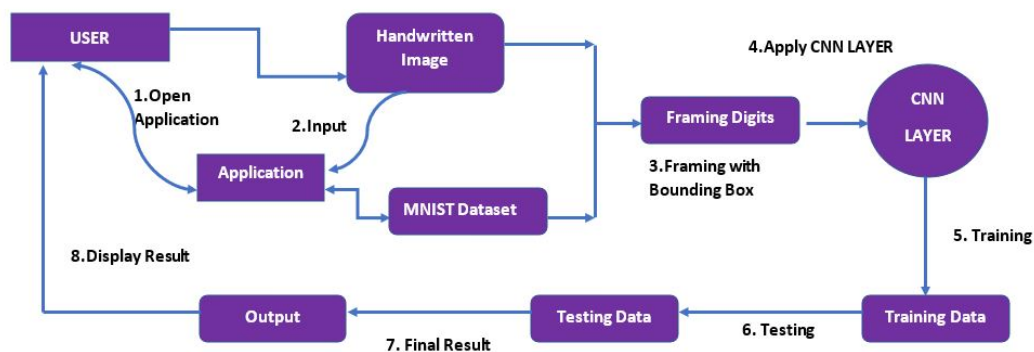 USER
Handwritten
Image
4.Apply CNN LAYER
1.Open
Application
2.Input
Framing Digits
CNN
LAYER
Application
3.Framing with
Bounding Box
MNIST Dataset
5. Training
8.Display Result
Output
7. Final Result
Testing Data
6. Testing
Training Data